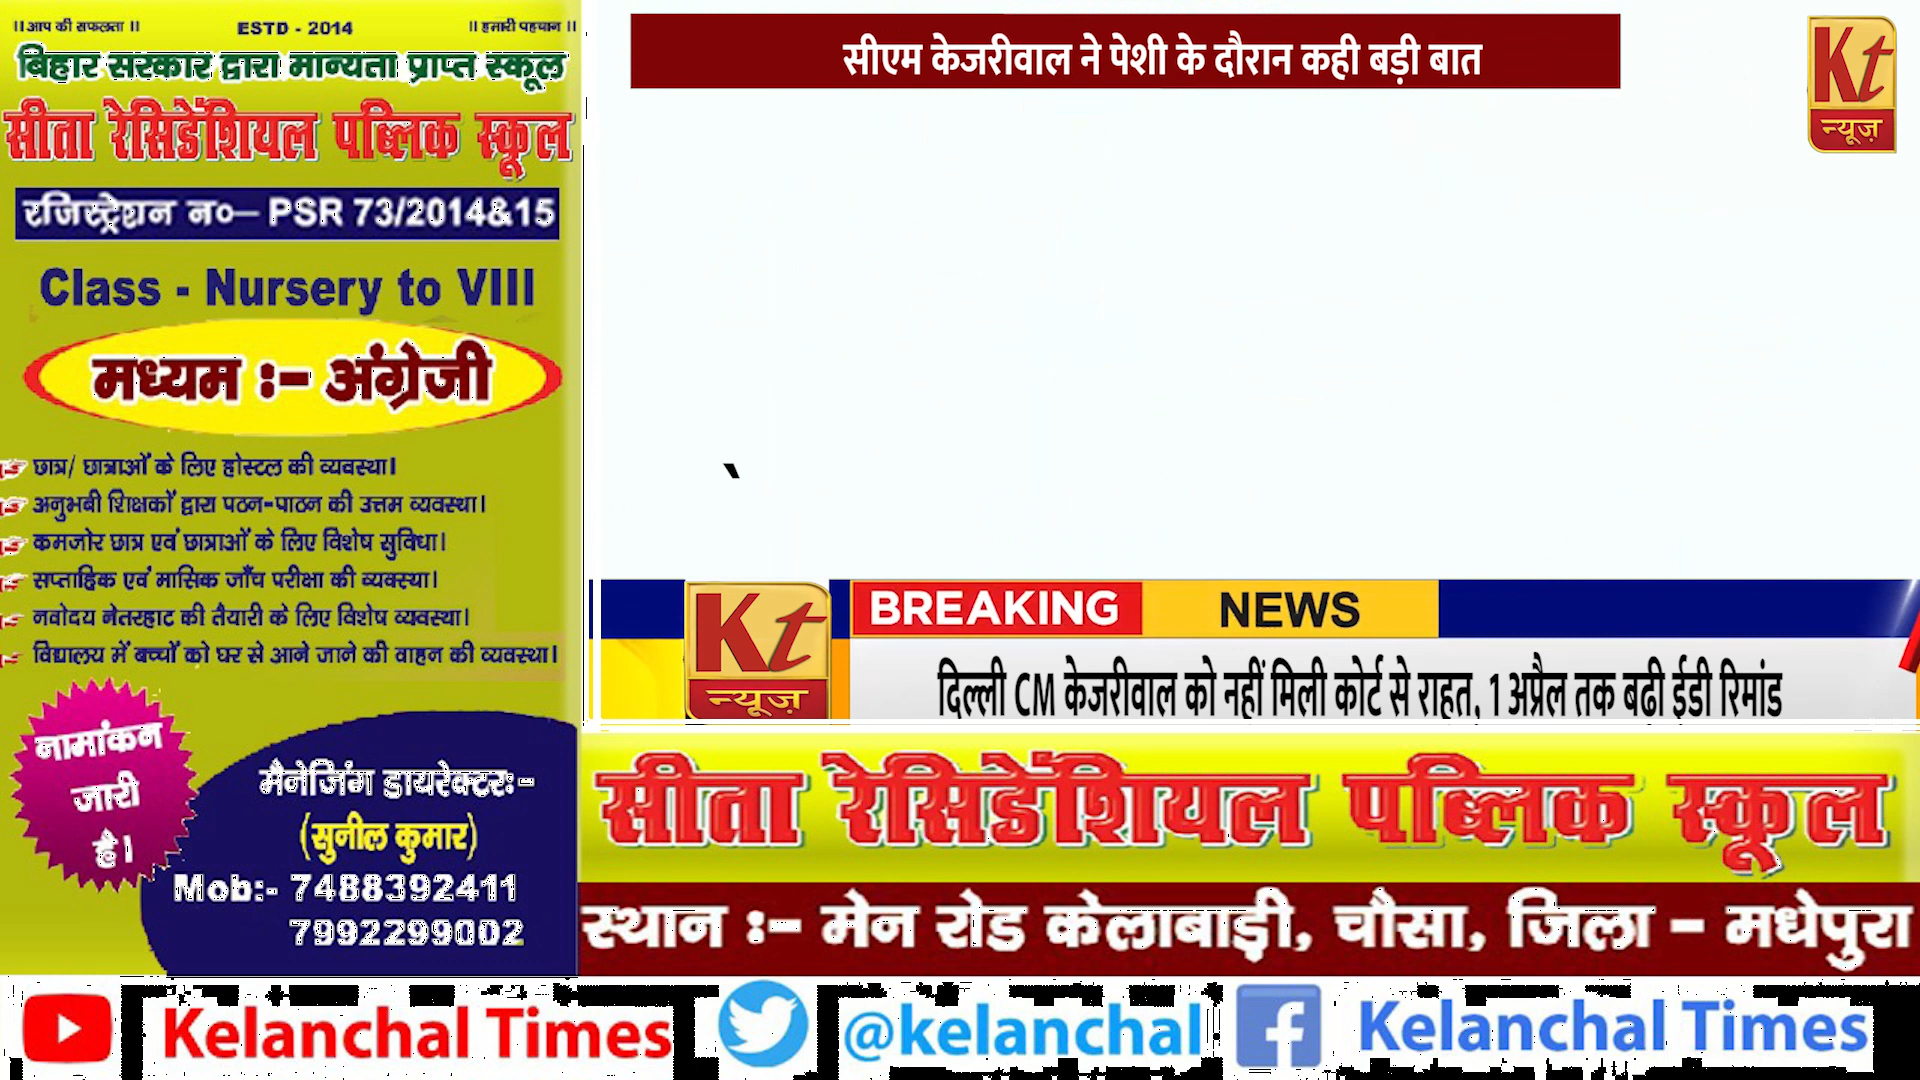 ॥ आप की सफलता ॥ ESTD - 2014 ॥ हमारी पहचान ॥
बिहार सरकार द्वारा मान्यता प्राप्त स्कूल
सीता रेसिडेंशियल पब्लिक स्कूल
रजिस्ट्रेशन न०– PSR 73/2014&15
Class - Nursery to VIII
मध्यम :- अंग्रेजी
छात्र/ छात्राओं के लिए होस्टल की व्यवस्था।
अनुभबी शिक्षकों द्वारा पठन-पाठन की उत्तम व्यवस्था।
कमजोर छात्र एवं छात्राओं के लिए विशेष सुविधा।
सप्ताहिक एवं मासिक जाँच परीक्षा की व्यवस्था।
नवोदय नेतरहाट की तैयारी के लिए विशेष व्यवस्था।
विद्यालय में बच्चों को घर से आने जाने की वाहन की व्यवस्था।
नामांकन
जारी
है।
मैनेजिंग डायरेक्टरः-
(सुनील कुमार)
Mob:- 7488392411
7992299002
सीएम केजरीवाल ने पेशी के दौरान कही बड़ी बात
Kt
न्यूज़
BREAKING NEWS
Kt
न्यूज़
दिल्ली CM केजरीवाल को नहीं मिली कोर्ट से राहत, 1 अप्रैल तक बढी ईडी रिमांड
सीता रेसिडेंशियल पब्लिक स्कूल
स्थान :- मेन रोड कलाबाड़ी, चौसा, जिला - मधेपुरा
Kelanchal Times @kelanchal Kelanchal Times